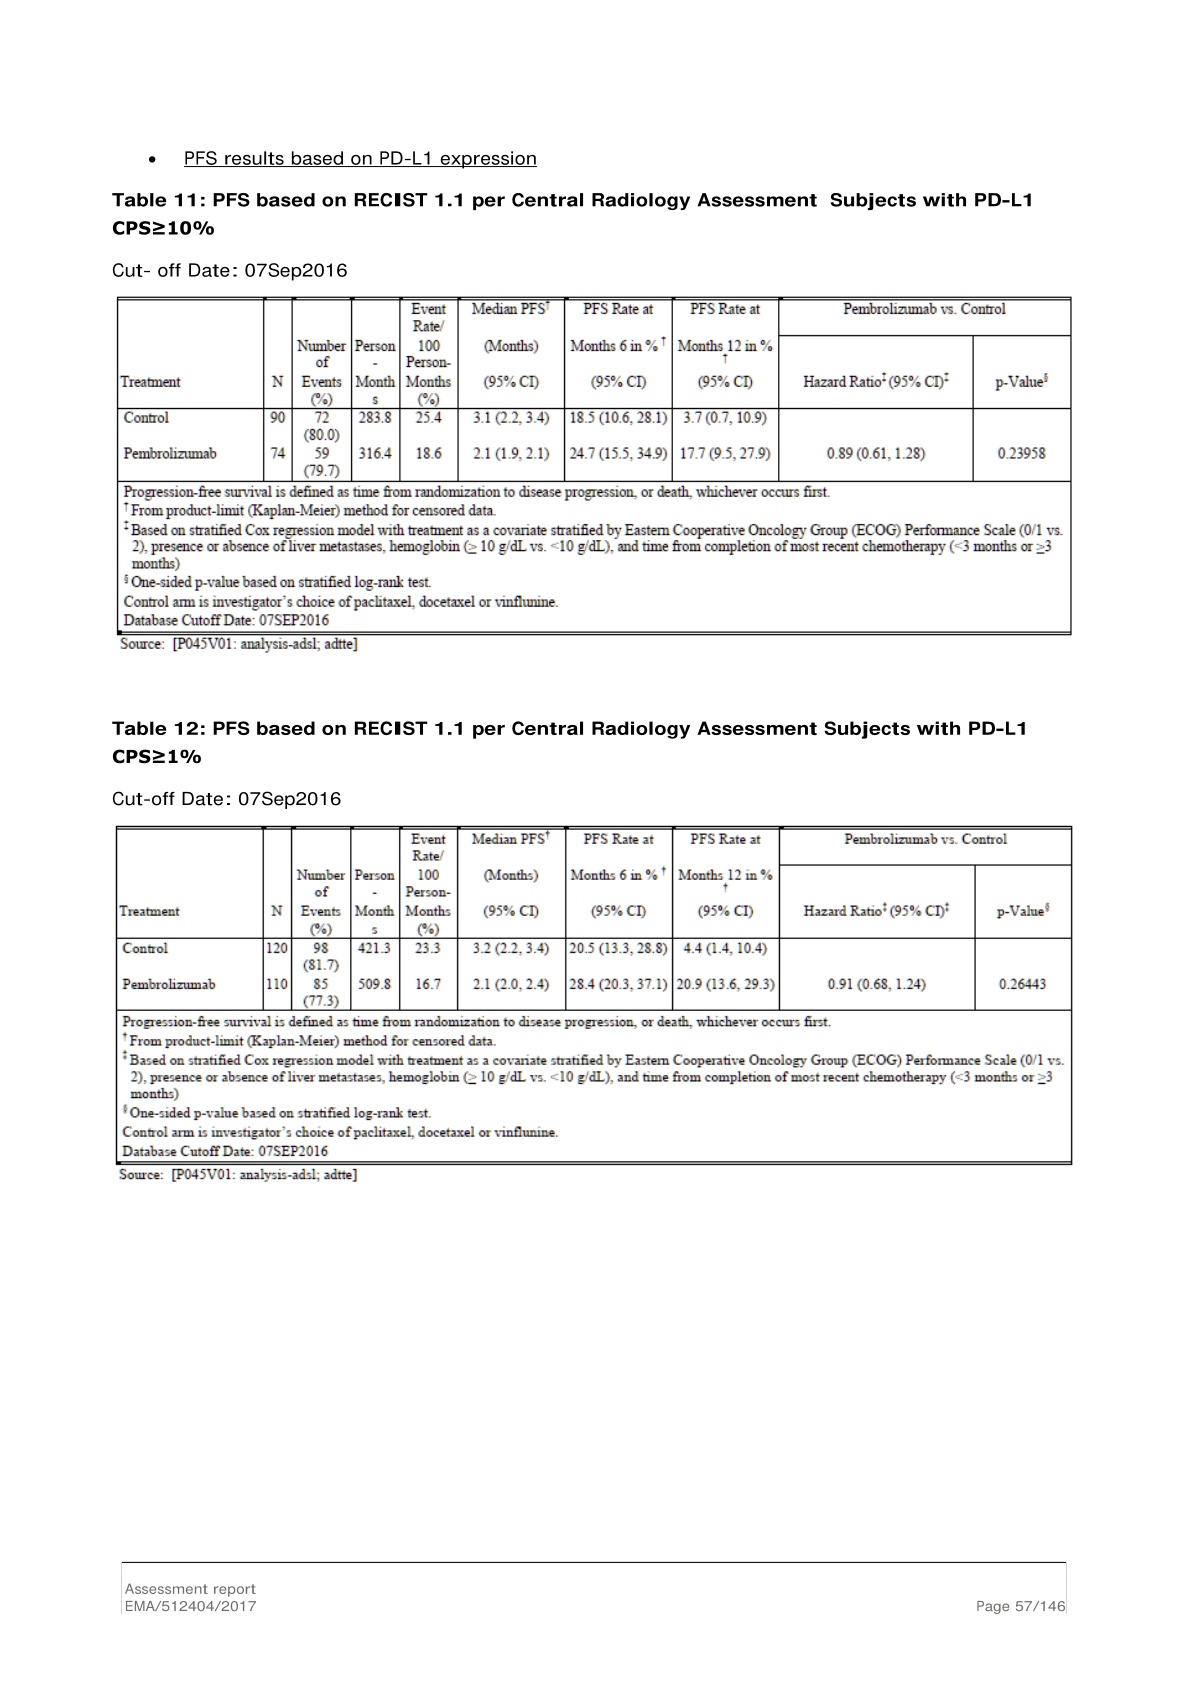 • PFS results based on PD-L1 expression
Table 11: PFS based on RECIST 1.1 per Central Radiology Assessment Subjects with PD-L1
CPS≥10%
Cut- off Date: 07Sep2016
Event Median PFS† PFS Rate at PFS Rate at Pembrolizumab vs. Control
Rate/
Number Person 100 (Months) Months 6 in % † Months 12 in %
of - Person- †
Treatment N Events Month Months (95% CI) (95% CI) (95% CI) Hazard Ratio‡ (95% CI)‡ p-Value§
(%) s (%)
Control 90 72 283.8 25.4 3.1 (2.2, 3.4) 18.5 (10.6, 28.1) 3.7 (0.7, 10.9)
(80.0)
Pembrolizumab 74 59 316.4 18.6 2.1 (1.9, 2.1) 24.7 (15.5, 34.9) 17.7 (9.5, 27.9) 0.89 (0.61, 1.28) 0.23958
(79.7)
Progression-free survival is defined as time from randomization to disease progression, or death, whichever occurs first.
† From product-limit (Kaplan-Meier) method for censored data.
‡ Based on stratified Cox regression model with treatment as a covariate stratified by Eastern Cooperative Oncology Group (ECOG) Performance Scale (0/1 vs.
2), presence or absence of liver metastases, hemoglobin (≥ 10 g/dL vs. <10 g/dL), and time from completion of most recent chemotherapy (<3 months or ≥3
months)
§ One-sided p-value based on stratified log-rank test.
Control arm is investigator's choice of paclitaxel, docetaxel or vinflunine.
Database Cutoff Date: 07SEP2016
Source: [P045V01: analysis-adsl; adtte]
Table 12: PFS based on RECIST 1.1 per Central Radiology Assessment Subjects with PD-L1
CPS≥1%
Cut-off Date: 07Sep2016
Event Median PFS† PFS Rate at PFS Rate at Pembrolizumab vs. Control
Rate/
Number Person 100 (Months) Months 6 in % † Months 12 in %
of - Person- †
Treatment N Events Month Months (95% CI) (95% CI) (95% CI) Hazard Ratio‡ (95% CI)‡ p-Value§
(%) s (%)
Control 120 98 421.3 23.3 3.2 (2.2, 3.4) 20.5 (13.3, 28.8) 4.4 (1.4, 10.4)
(81.7)
Pembrolizumab 110 85 509.8 16.7 2.1 (2.0, 2.4) 28.4 (20.3, 37.1) 20.9 (13.6, 29.3) 0.91 (0.68, 1.24) 0.26443
(77.3)
Progression-free survival is defined as time from randomization to disease progression, or death, whichever occurs first.
† From product-limit (Kaplan-Meier) method for censored data.
‡ Based on stratified Cox regression model with treatment as a covariate stratified by Eastern Cooperative Oncology Group (ECOG) Performance Scale (0/1 vs.
2), presence or absence of liver metastases, hemoglobin (≥ 10 g/dL vs. <10 g/dL), and time from completion of most recent chemotherapy (<3 months or ≥3
months)
§ One-sided p-value based on stratified log-rank test.
Control arm is investigator's choice of paclitaxel, docetaxel or vinflunine.
Database Cutoff Date: 07SEP2016
Source: [P045V01: analysis-adsl; adtte]
Assessment report
EMA/512404/2017 Page 57/146